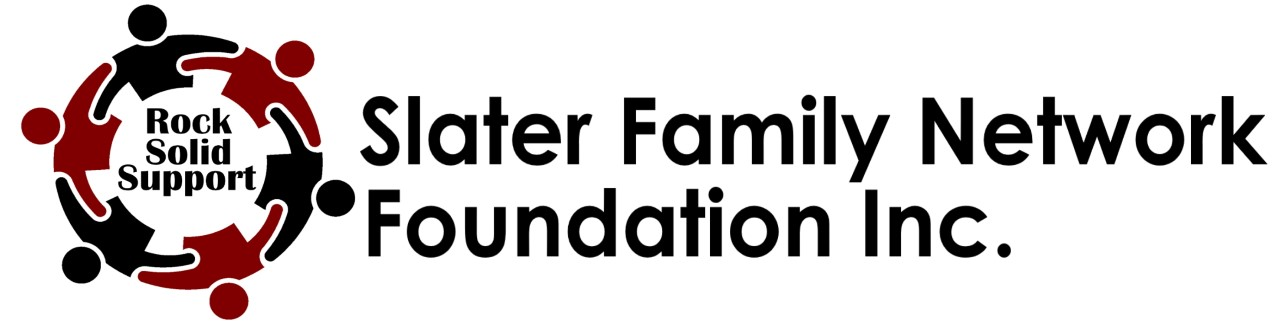 Rock
Solid
Support
Slater Family Network
Foundation Inc.